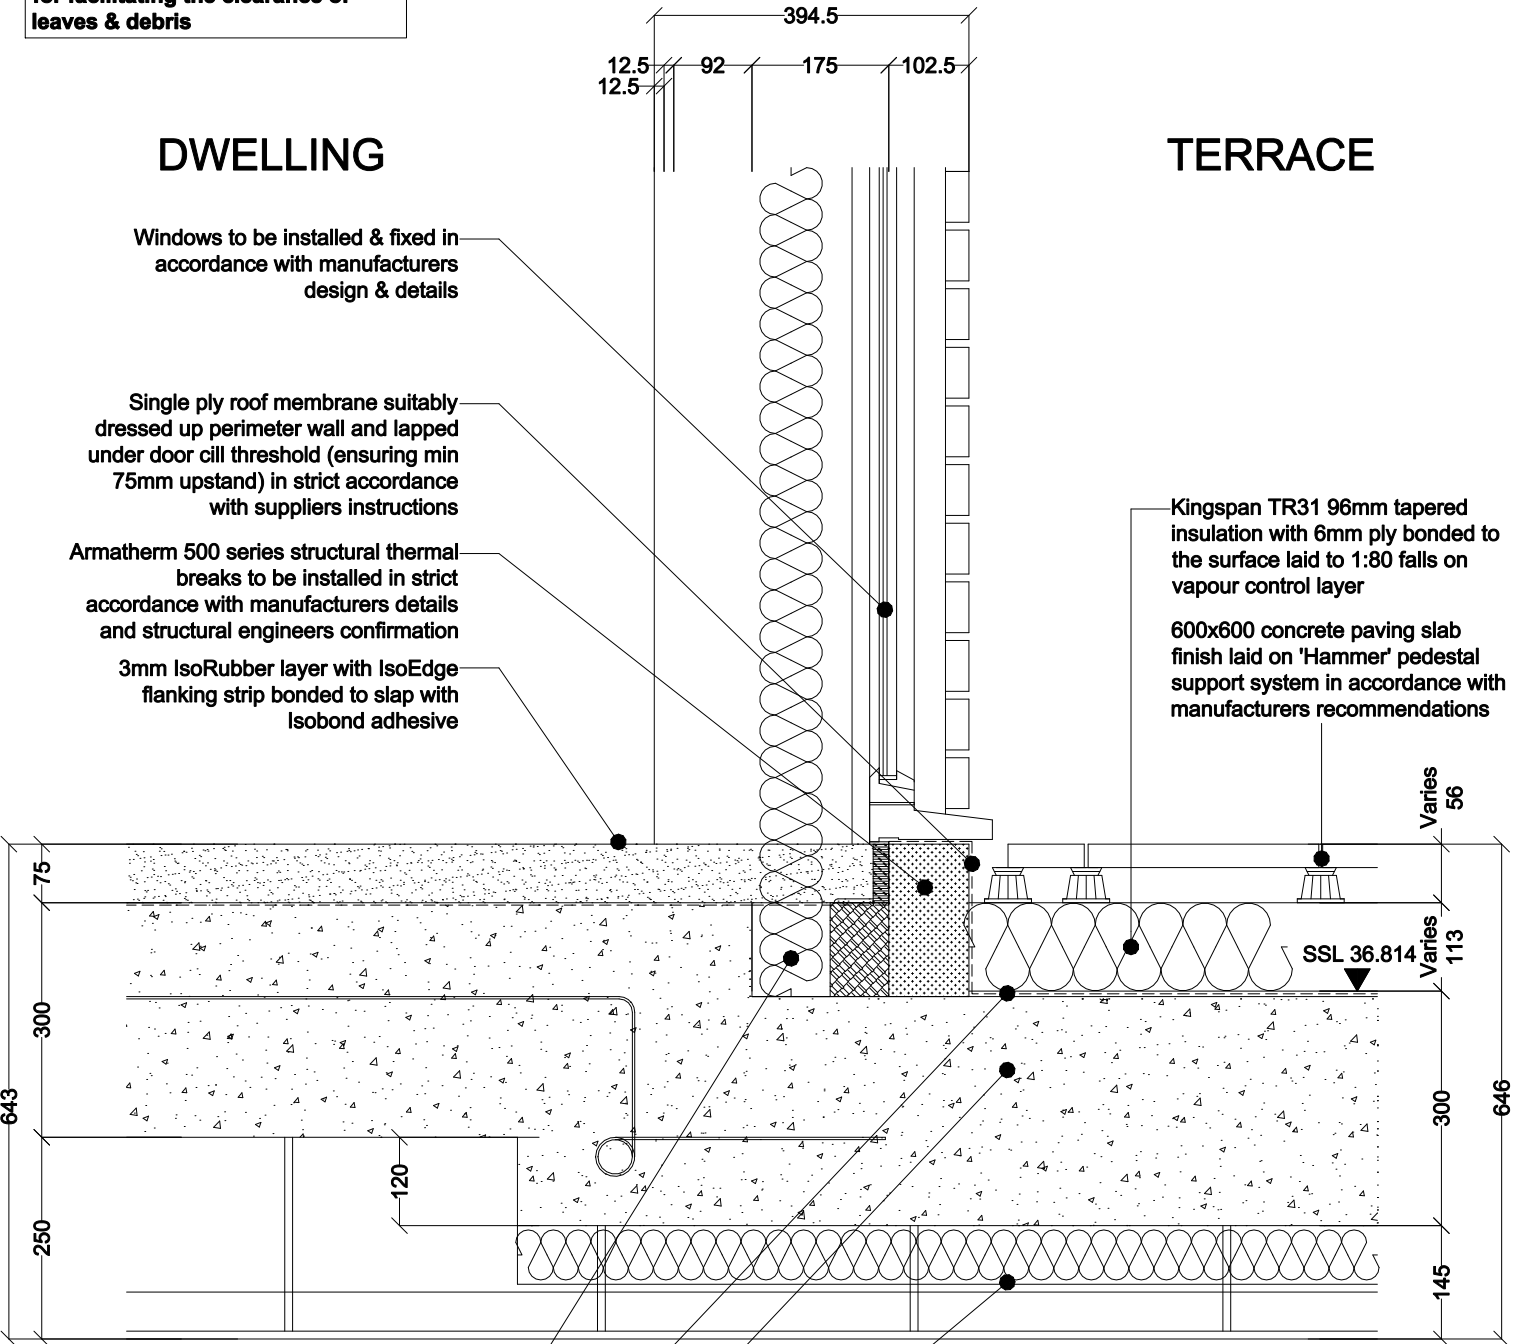 leaves & debris
394.5
12.5
92
175
102.5
12.5
DWELLING
TERRACE
Windows to be installed & fixed in
accordance with manufacturers
design & details
Single ply roof membrane suitably
dressed up perimeter wall and lapped
under door cill threshold (ensuring min
75mm upstand) in strict accordance
with suppliers instructions
Armatherm 500 series structural thermal
breaks to be installed in strict
accordance with manufacturers details
and structural engineers confirmation
3mm IsoRubber layer with IsoEdge
flanking strip bonded to slap with
Isobond adhesive
Kingspan TR31 96mm tapered
insulation with 6mm ply bonded to
the surface laid to 1:80 falls on
vapour control layer
600x600 concrete paving slab
finish laid on 'Hammer' pedestal
support system in accordance with
manufacturers recommendations
Varies
56
75
Varies
113
SSL 36.814
300
643
300
646
120
250
145